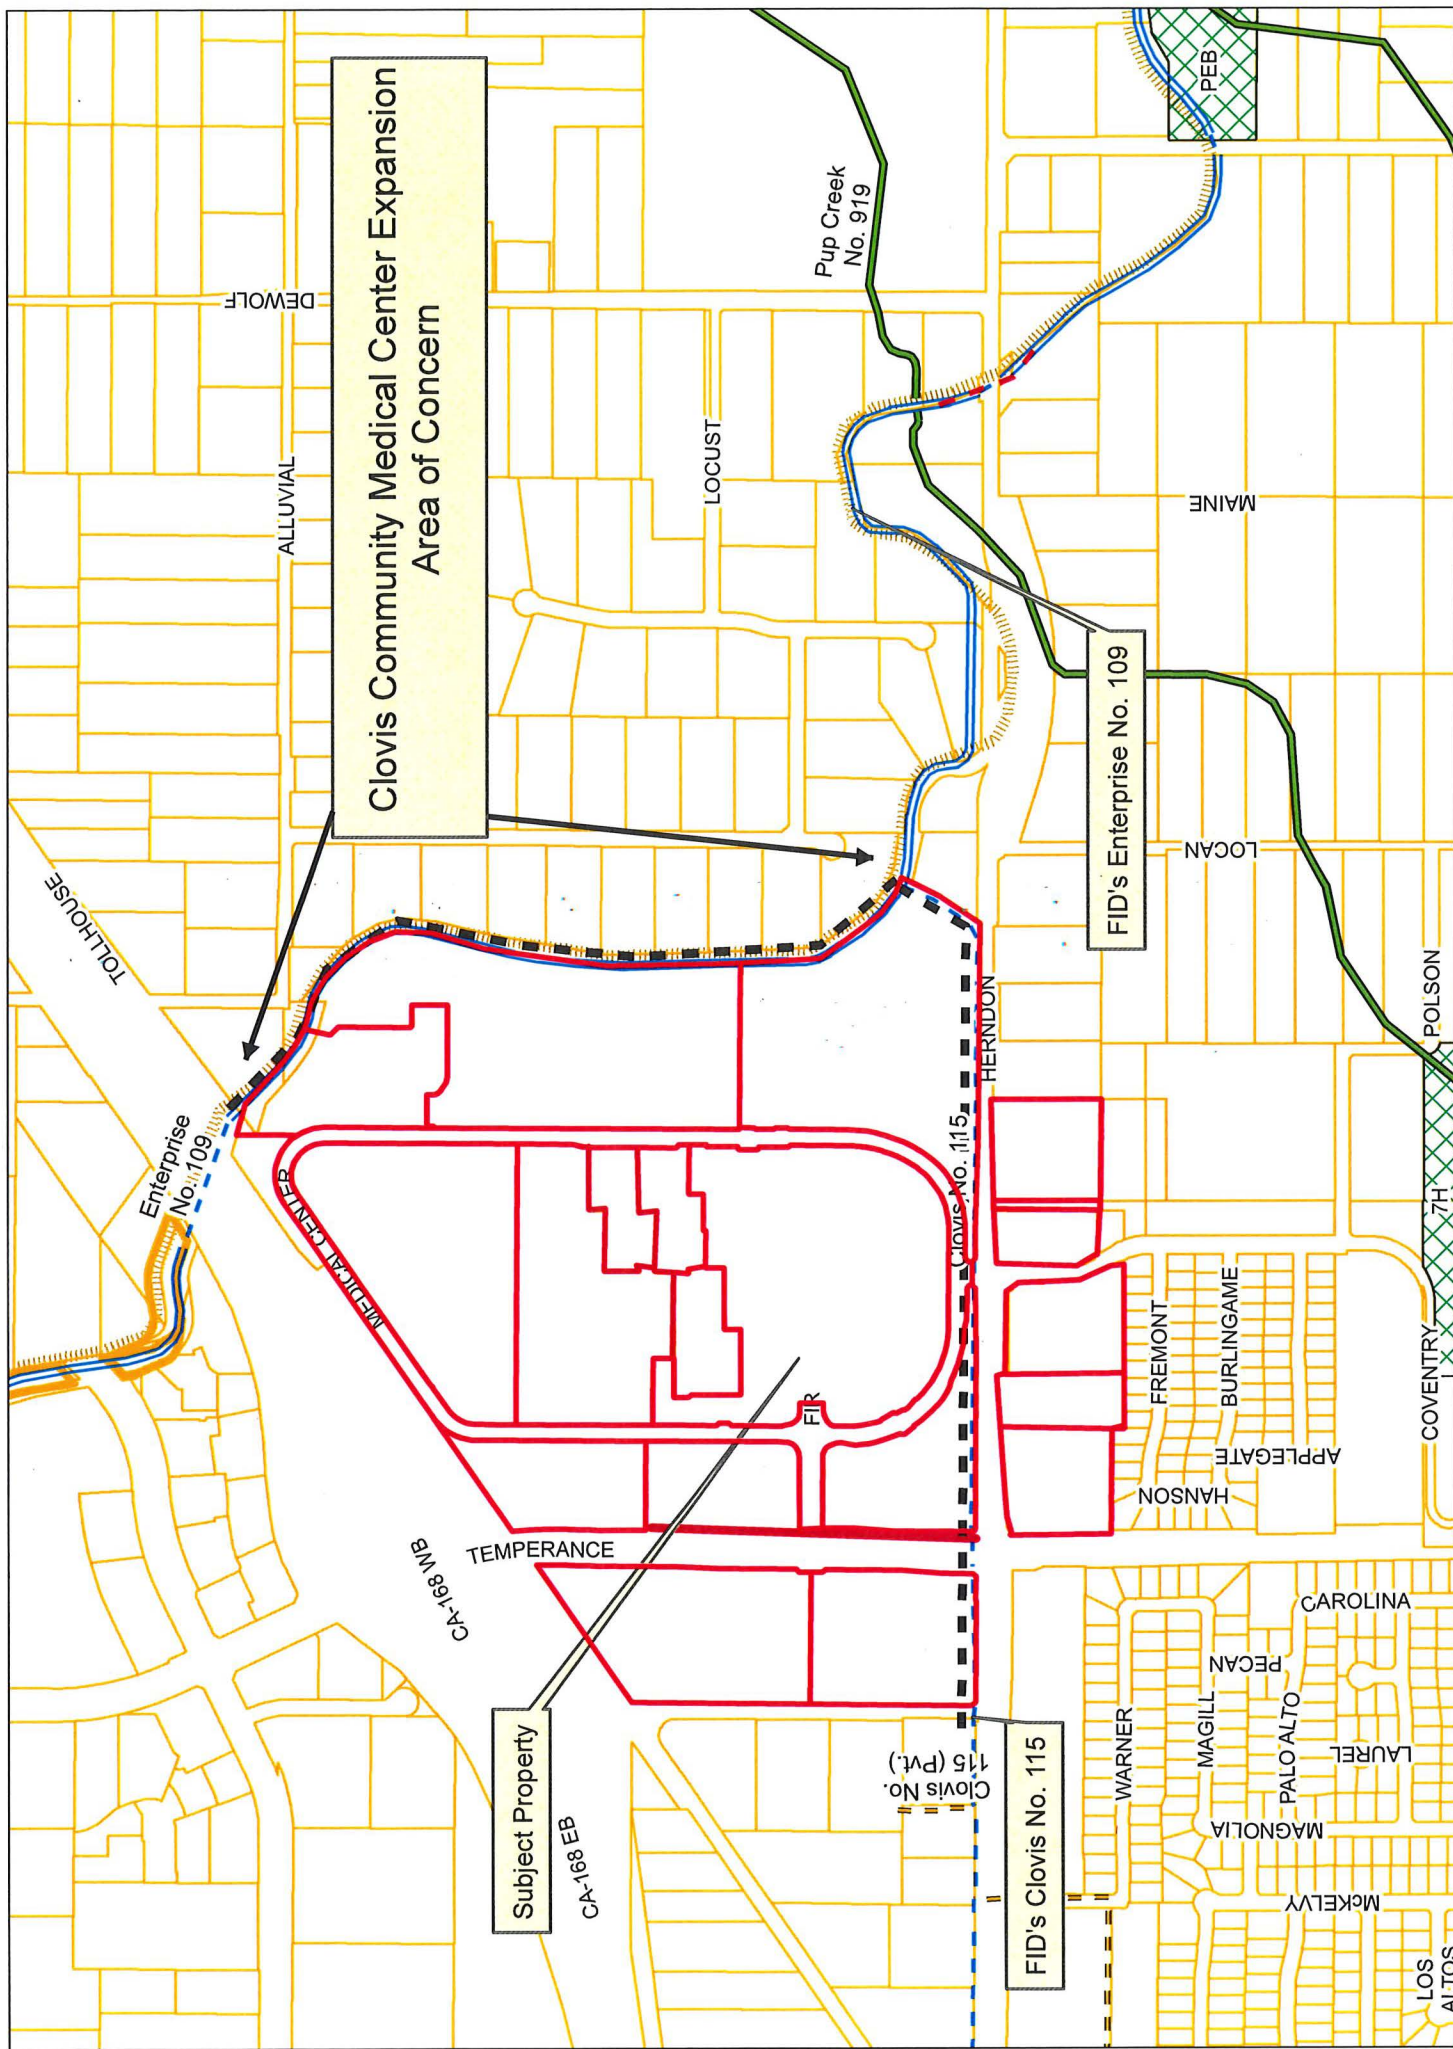 Clovis Community Medical Center Expansion
Area of Concern
DEWOLF
ALLUVIAL
LOCUST
TOLLHOUSE
Pup Creek
No. 919
PEB
MAINE
LOCAN
FID's Enterprise No. 109
POLSON
HERNDON
Enterprise
No. 109
MEDICAL CENTER
Clovis No. 115
FIR
TEMPERANCE
CA-168 WB
CA-168 EB
Subject Property
Clovis No.
115 (Pvt.)
FID's Clovis No. 115
7H
FREMONT
BURLINGAME
APPLEGATE
HANSON
COVENTRY
CAROLINA
PECAN
WARNER
MAGILL
PALO ALTO
LAUREL
MAGNOLIA
McKELVY
LOS
ALTOS